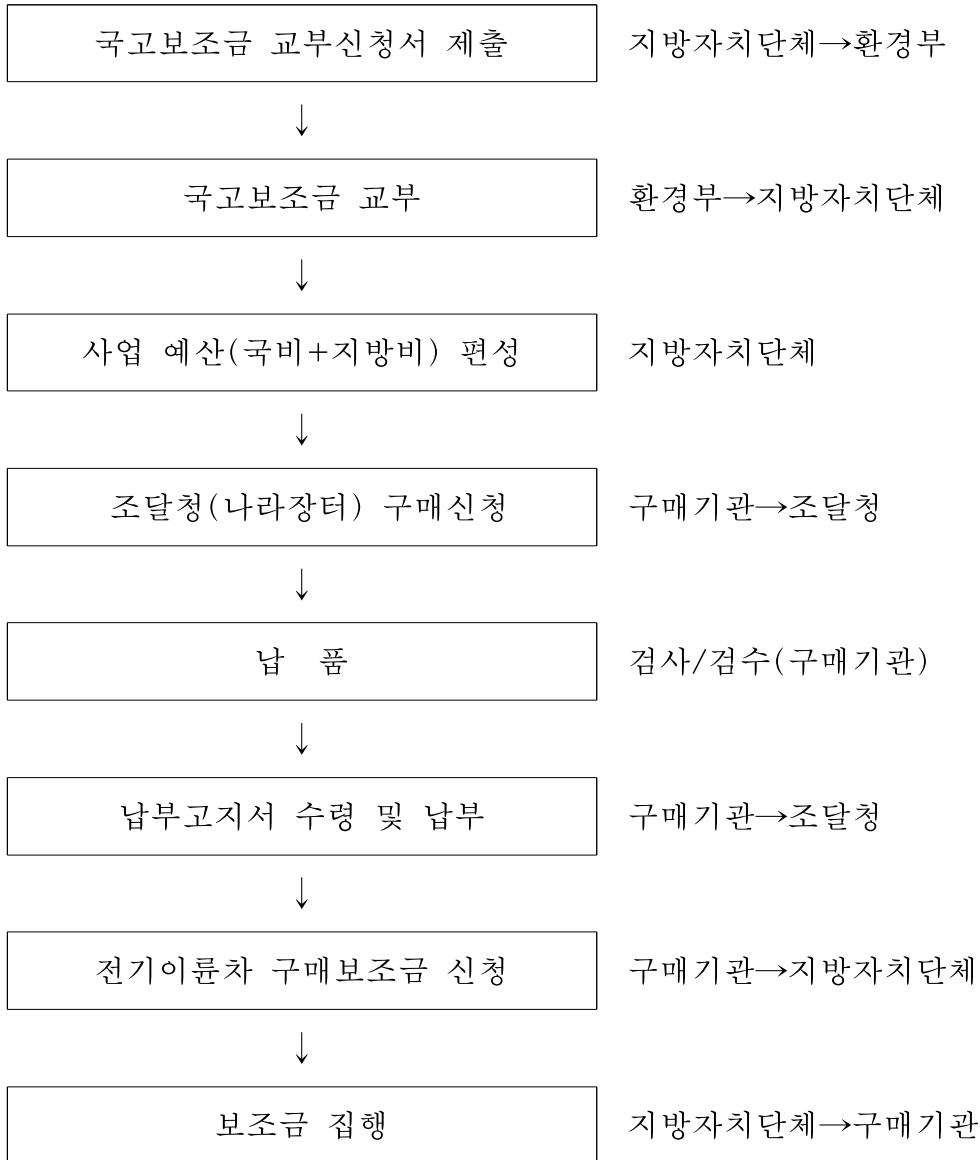 국고보조금 교부신청서 제출 지방자치단체→환경부
↓
국고보조금 교부 환경부→지방자치단체
↓
사업 예산(국비+지방비) 편성 지방자치단체
↓
조달청(나라장터) 구매신청 구매기관→조달청
↓
납 품 검사/검수(구매기관)
↓
납부고지서 수령 및 납부 구매기관→조달청
↓
전기이륜차 구매보조금 신청 구매기관→지방자치단체
↓
보조금 집행 지방자치단체→구매기관